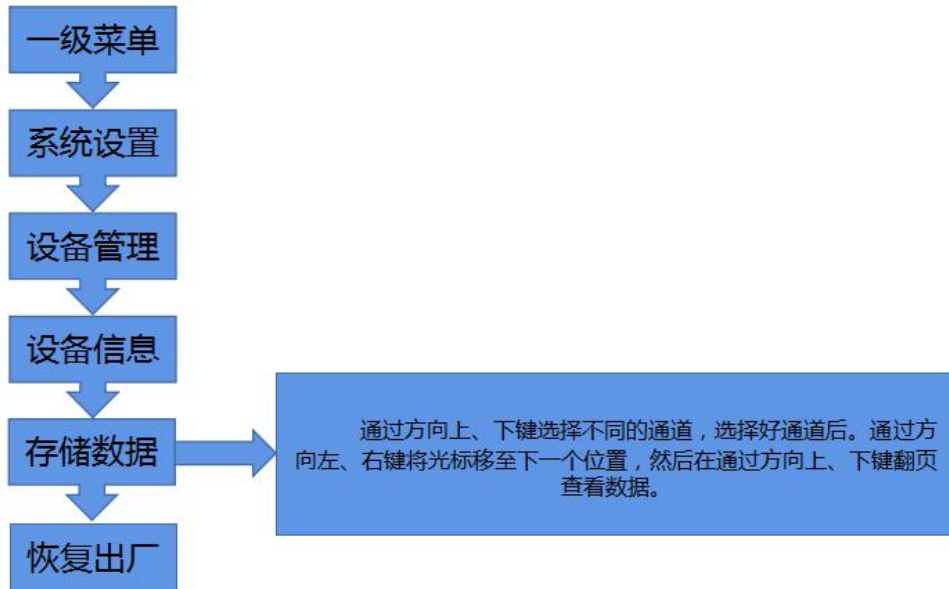 一级菜单
系统设置
设备管理
设备信息
存储数据
通过方向上、下键选择不同的通道，选择好通道后。通过方
向左、右键将光标移至下一个位置，然后在通过方向上、下键翻页
查看数据。
恢复出厂